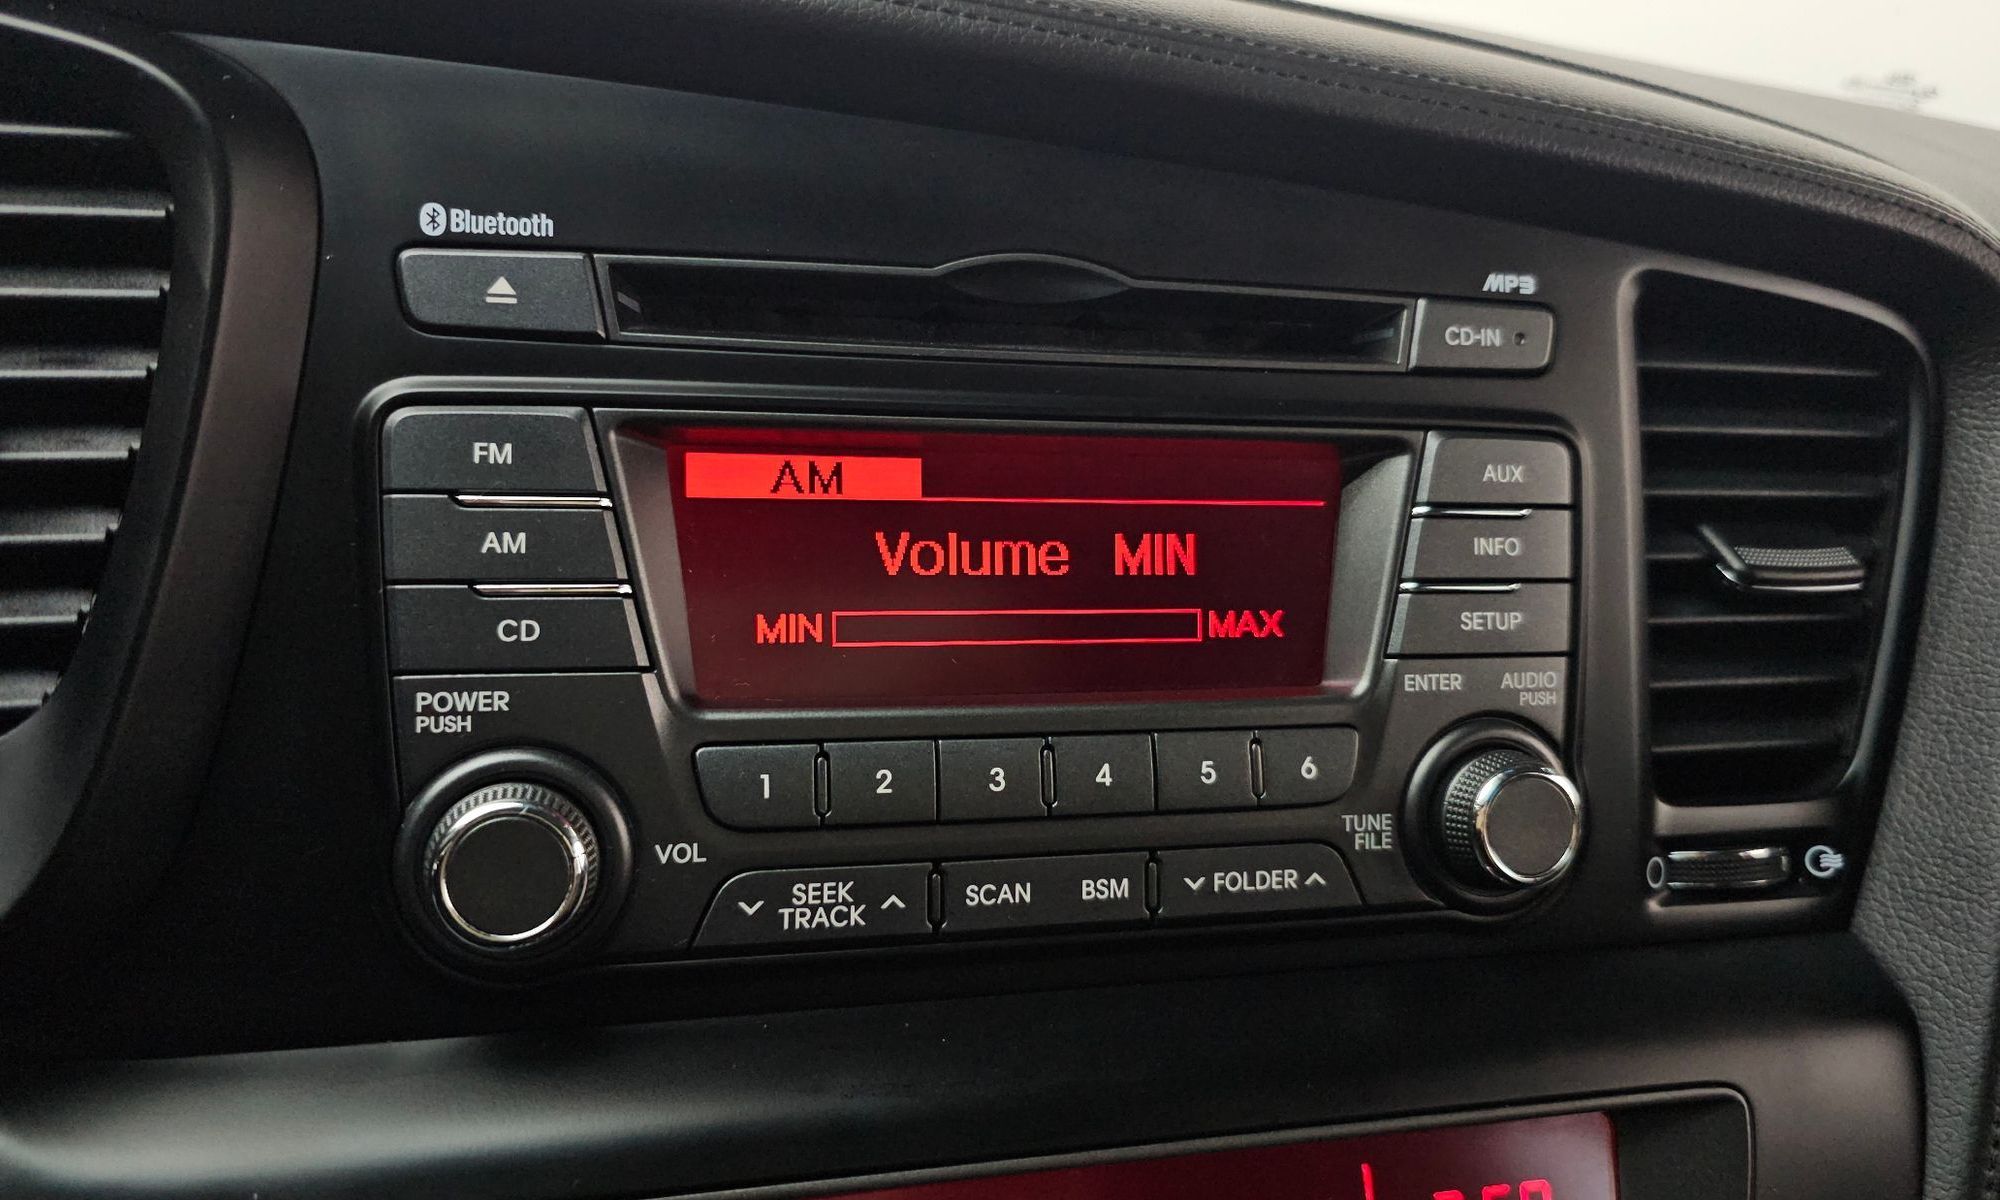 Bluetooth
MP3
CD-IN
FM
AM
CD
AM
Volume MIN
MIN MAX
AUX
INFO
SETUP
POWER
PUSH
ENTER
AUDIO
PUSH
1 2 3 4 5 6
VOL
TUNE
FILE
SEEK
TRACK
SCAN BSM
FOLDER